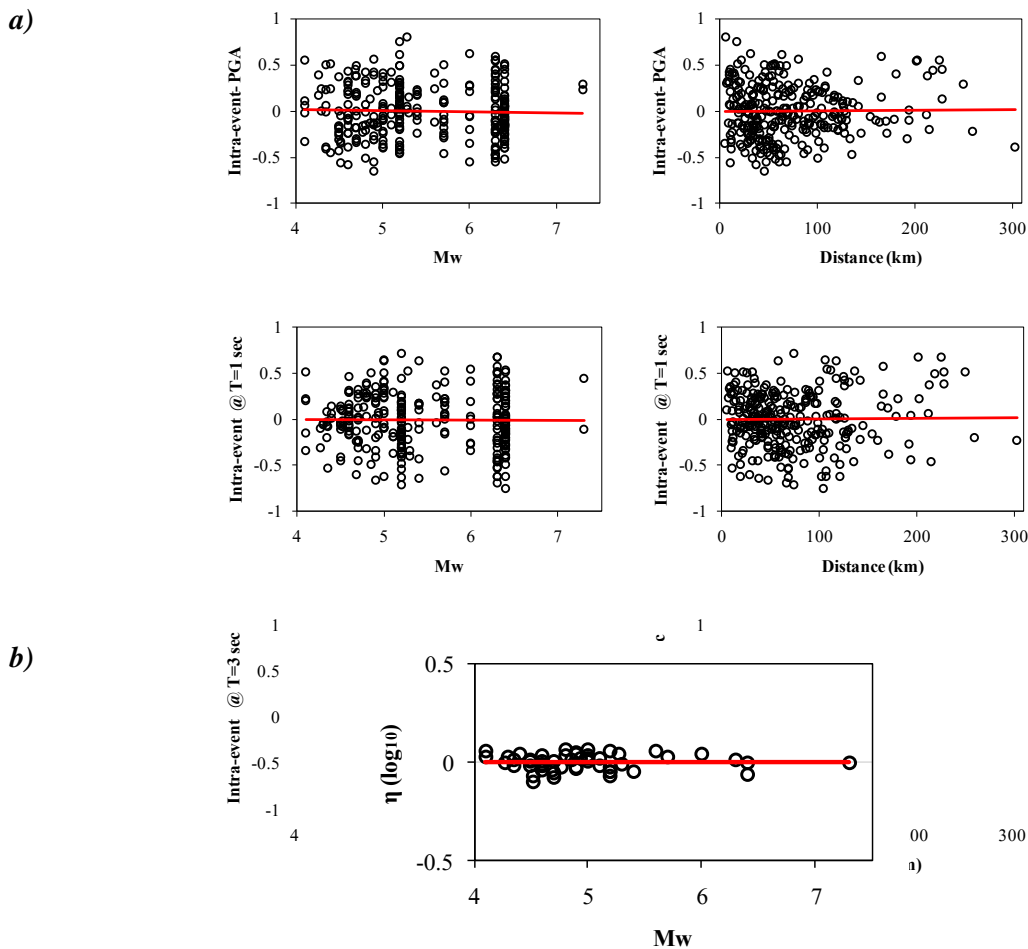 a)
Intra-event- PGA
1
0.5
0
-0.5
-1
4 5 6 7
Mw
Intra-event- PGA
1
0.5
0
-0.5
-1
0 100 200 300
Distance (km)
Intra-event @ T=1 sec
1
0.5
0
-0.5
-1
4 5 6 7
Mw
Intra-event @ T=1 sec
1
0.5
0
-0.5
-1
0 100 200 300
Distance (km)
b)
Intra-event @ T=3 sec
1
0.5
0
-0.5
-1
4
c
1
00 300
n)
η (log10)
0.5
0
-0.5
4 5 6 7
Mw